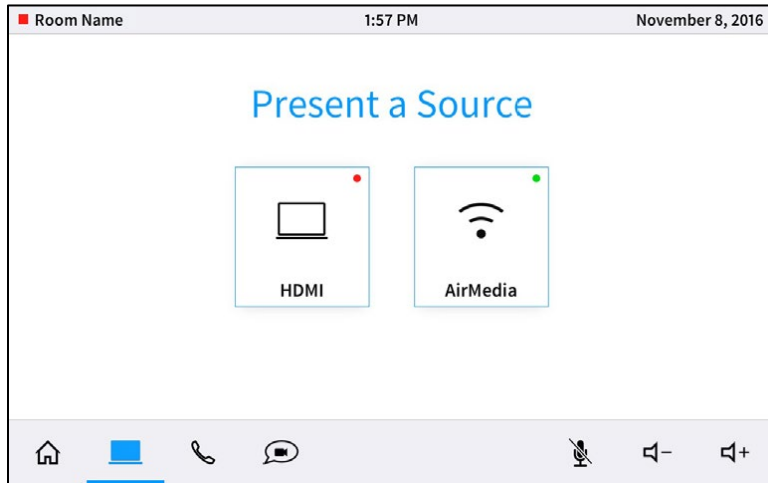 Room Name 1:57 PM November 8, 2016
Present a Source
HDMI AirMedia